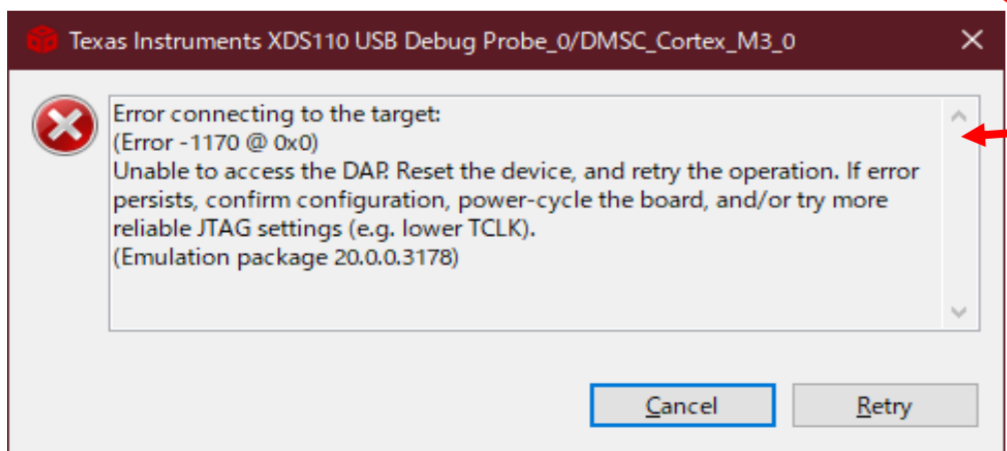 Texas Instruments XDS110 USB Debug Probe_0/DMSC_Cortex_M3_0
Error connecting to the target:
(Error -1170 @ 0x0)
Unable to access the DAP. Reset the device, and retry the operation. If error
persists, confirm configuration, power-cycle the board, and/or try more
reliable JTAG settings (e.g. lower TCLK).
(Emulation package 20.0.0.3178)
Cancel
Retry